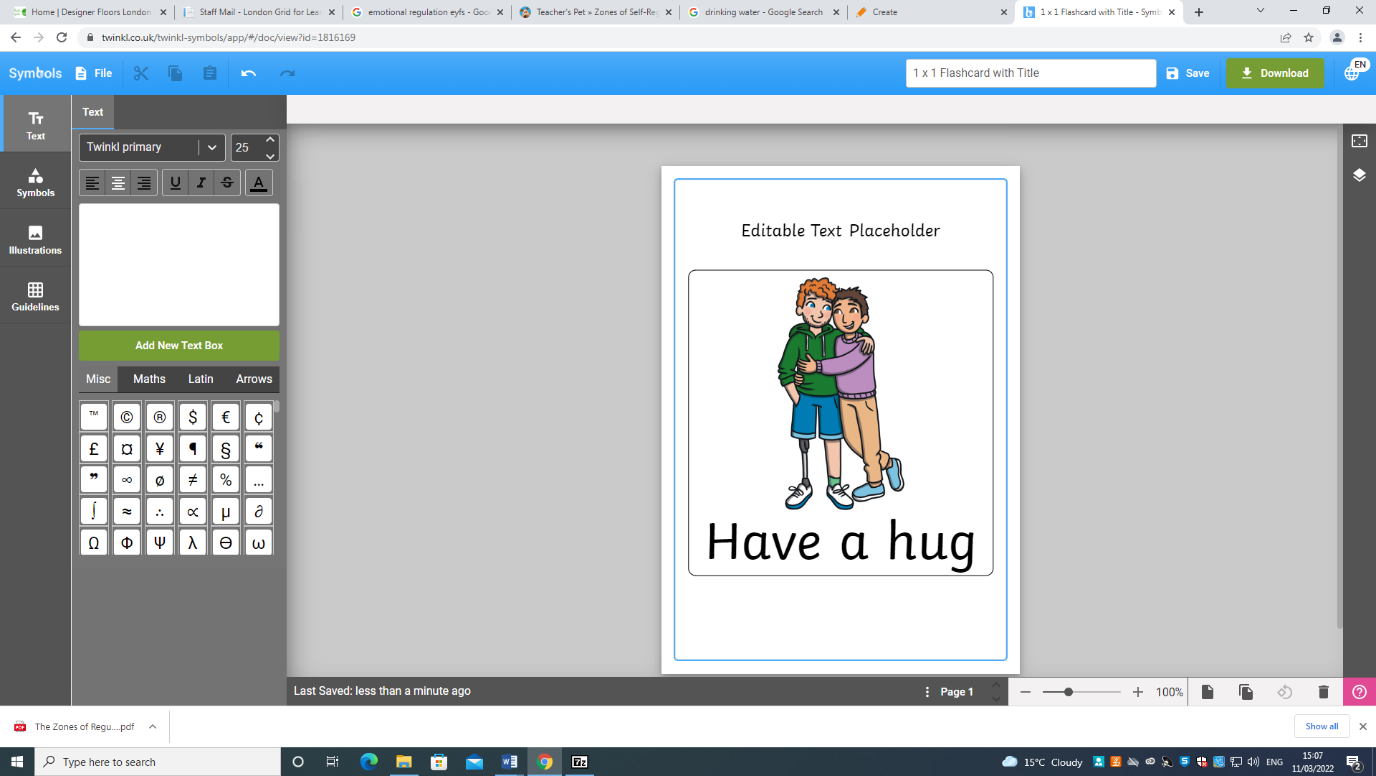 Home | Designer Floors London
Staff Mail - London Grid for Lear
emotional regulation eyfs - Goo
Teacher's Pet » Zones of Self-Re
drinking water - Google Search
Create
1 x 1 Flashcard with Title - Symb
twinkl.co.uk/twinkl-symbols/app/#/doc/view?id=1816169
Symbols File 1 x 1 Flashcard with Title Save Download EN
Text
Text
Twinkl primary 25
U I S A
Symbols
Illustrations
Guidelines
Add New Text Box
Misc Maths Latin Arrows
™ © ® $ € ¢
£ ¤ ¥ ¶ § “
” ∞ ø ≠ % …
∫ ≈ ∴ ∝ µ ∂
Ω Φ Ψ λ Ө ω
Editable Text Placeholder
Have a hug
Last Saved: less than a minute ago
Page 1
100%
The Zones of Regu....pdf
Show all
Type here to search
15°C Cloudy
ENG
15:07
11/03/2022
2